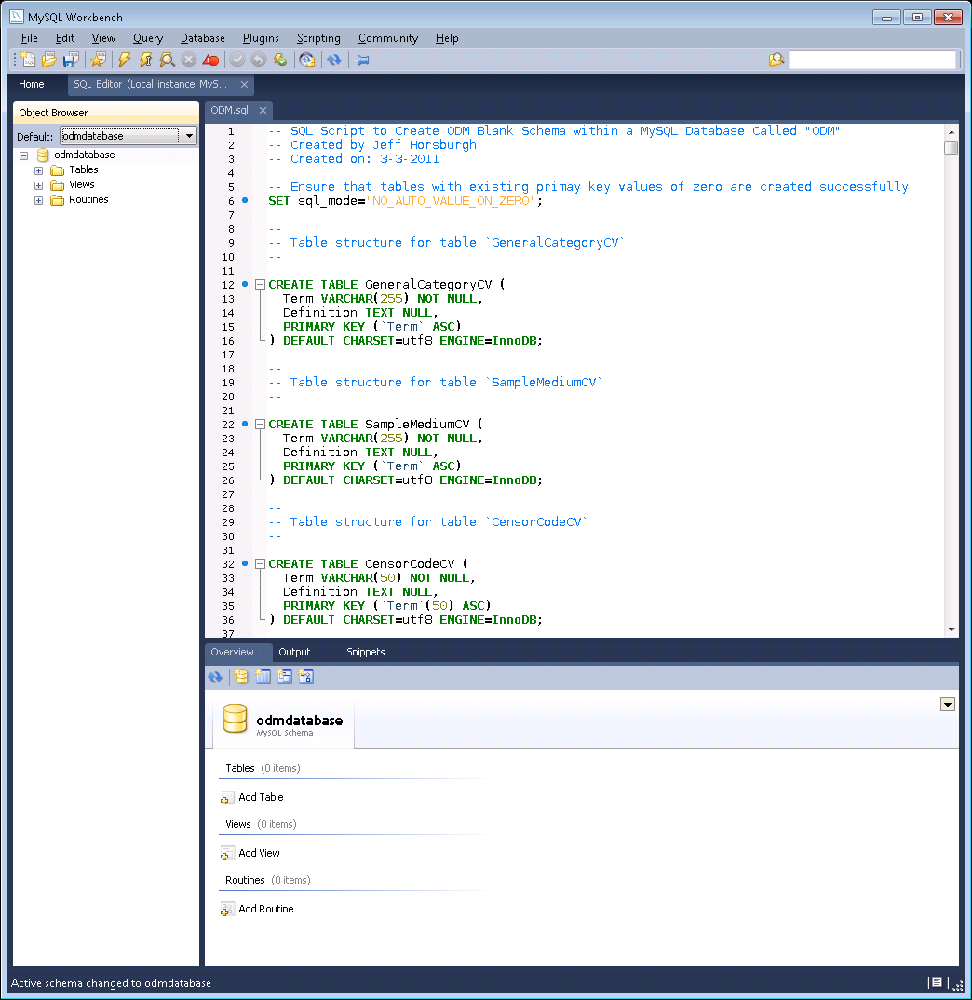 MySQL Workbench
File Edit View Query Database Plugins Scripting Community Help
Home
SQL Editor (Local instance MyS...
Object Browser
Default: odmdatabase
odmdatabase
Tables
Views
Routines
ODM.sql
1 -- SQL Script to Create ODM Blank Schema within a MySQL Database Called "ODM"
2 -- Created by Jeff Horsburgh
3 -- Created on: 3-3-2011
4
5 -- Ensure that tables with existing primay key values of zero are created successfully
6 SET sql_mode='NO_AUTO_VALUE_ON_ZERO';
7
8 --
9 -- Table structure for table `GeneralCategoryCV`
10 --
11
12 CREATE TABLE GeneralCategoryCV (
13 Term VARCHAR(255) NOT NULL,
14 Definition TEXT NULL,
15 PRIMARY KEY (`Term` ASC)
16 ) DEFAULT CHARSET=utf8 ENGINE=InnoDB;
17
18 --
19 -- Table structure for table `SampleMediumCV`
20 --
21
22 CREATE TABLE SampleMediumCV (
23 Term VARCHAR(255) NOT NULL,
24 Definition TEXT NULL,
25 PRIMARY KEY (`Term` ASC)
26 ) DEFAULT CHARSET=utf8 ENGINE=InnoDB;
27
28 --
29 -- Table structure for table `CensorCodeCV`
30 --
31
32 CREATE TABLE CensorCodeCV (
33 Term VARCHAR(50) NOT NULL,
34 Definition TEXT NULL,
35 PRIMARY KEY (`Term`(50) ASC)
36 ) DEFAULT CHARSET=utf8 ENGINE=InnoDB;
37
Overview Output Snippets
odmdatabase
MySQL Schema
Tables (0 items)
Add Table
Views (0 items)
Add View
Routines (0 items)
Add Routine
Active schema changed to odmdatabase